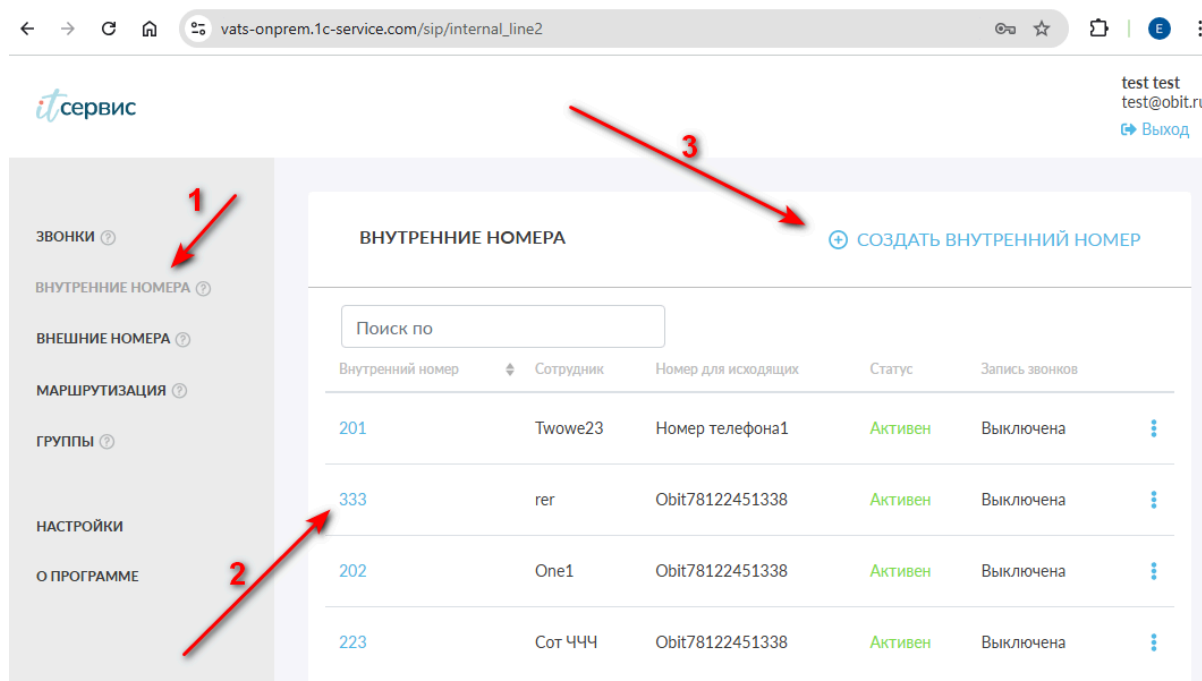 vats-onprem.1c-service.com/sip/internal_line2
E
it сервис
test test
test@obit.ru
Выход
1
3
ЗВОНКИ ?
ВНУТРЕННИЕ НОМЕРА ?
ВНЕШНИЕ НОМЕРА ?
МАРШРУТИЗАЦИЯ ?
ГРУППЫ ?
НАСТРОЙКИ
О ПРОГРАММЕ
2
ВНУТРЕННИЕ НОМЕРА
СОЗДАТЬ ВНУТРЕННИЙ НОМЕР
Поиск по
Внутренний номер Сотрудник Номер для исходящих Статус Запись звонков
201 Twowe23 Номер телефона1 Активен Выключена
333 rer Obit78122451338 Активен Выключена
202 One1 Obit78122451338 Активен Выключена
223 Сот ЧЧЧ Obit78122451338 Активен Выключена